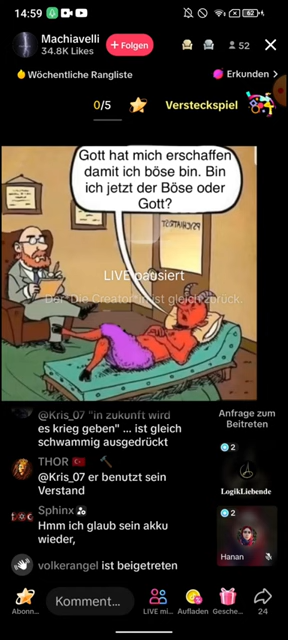 14:59
62
Machiavelli
34.8K Likes
+ Folgen
52
Wöchentliche Rangliste
Erkunden >
0/5
Versteckspiel
Gott hat mich erschaffen
damit ich böse bin. Bin
ich jetzt der Böse oder
Gott?
PSYCHIATRIST
LIVE pausiert
Der*Die Creator*in ist gleich zurück.
@Kris_07 "in zukunft wird
es krieg geben" ... ist gleich
schwammig ausgedrückt
THOR
@Kris_07 er benutzt sein
Verstand
Sphinx
Hmm ich glaub sein akku
wieder,
volkerangel ist beigetreten
Anfrage zum
Beitreten
2
LogikLiebende
2
Hanan
Abonn...
Komment...
LIVE mi...
Aufladen
Gesche...
24